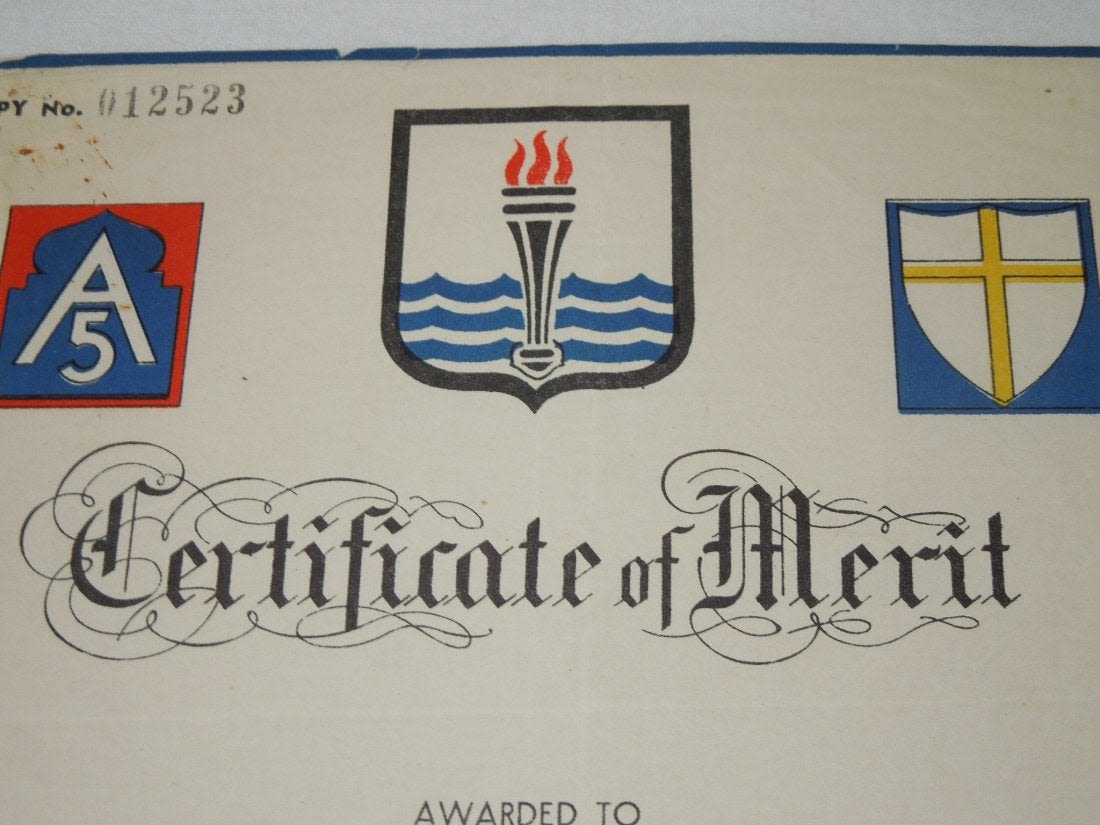 PY No. 012523
A
5
Certificate of Merit
AWARDED TO